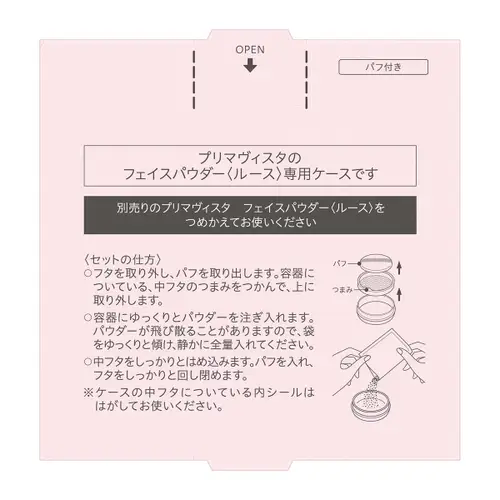 OPEN
パフ付き
プリマヴィスタの
フェイスパウダー〈ルース〉専用ケースです
別売りのプリマヴィスタ　フェイスパウダー〈ルース〉を
つめかえてお使いください
〈セットの仕方〉
○フタを取り外し、パフを取り出します。容器に
ついている、中フタのつまみをつかんで、上に
取り外します。
○容器にゆっくりとパウダーを注ぎ入れます。
パウダーが飛び散ることがありますので、袋
をゆっくりと傾け、静かに全量入れてください。
○中フタをしっかりとはめ込みます。パフを入れ、
フタをしっかりと回し閉めます。
※ケースの中フタについている内シールは
はがしてお使いください。
パフ
つまみ